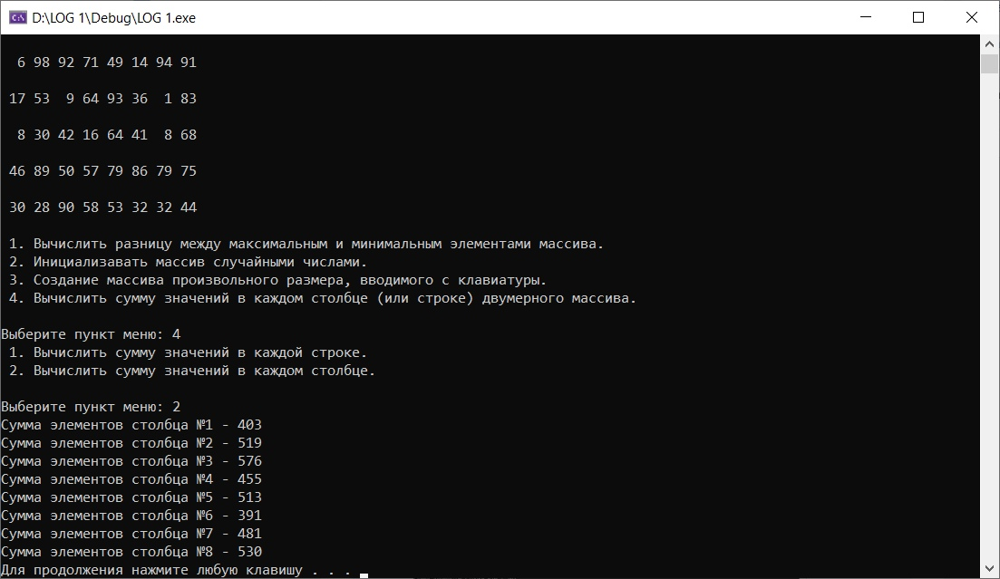 D:\LOG 1\Debug\LOG 1.exe
6 98 92 71 49 14 94 91
17 53 9 64 93 36 1 83
8 30 42 16 64 41 8 68
46 89 50 57 79 86 79 75
30 28 90 58 53 32 32 44
1. Вычислить разницу между максимальным и минимальным элементами массива.
2. Инициализавать массив случайными числами.
3. Создание массива произвольного размера, вводимого с клавиатуры.
4. Вычислить сумму значений в каждом столбце (или строке) двумерного массива.
Выберите пункт меню: 4
1. Вычислить сумму значений в каждой строке.
2. Вычислить сумму значений в каждом столбце.
Выберите пункт меню: 2
Сумма элементов столбца №1 - 403
Сумма элементов столбца №2 - 519
Сумма элементов столбца №3 - 576
Сумма элементов столбца №4 - 455
Сумма элементов столбца №5 - 513
Сумма элементов столбца №6 - 391
Сумма элементов столбца №7 - 481
Сумма элементов столбца №8 - 530
Для продолжения нажмите любую клавишу . . .